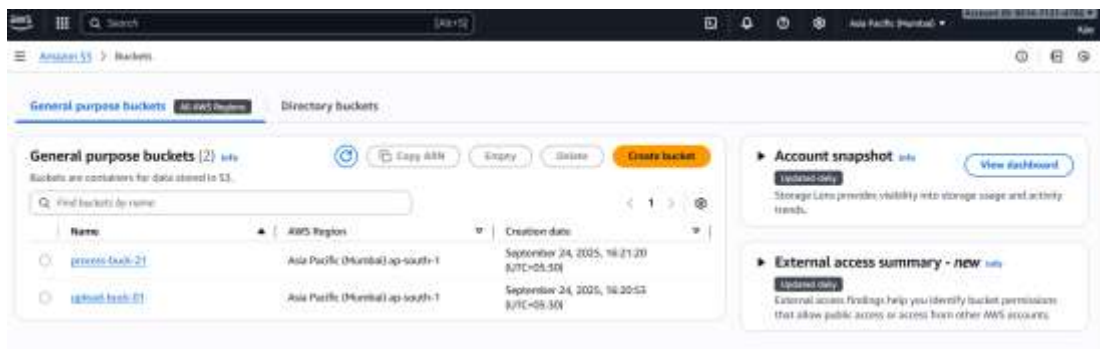 aws Search [Alt+S] Asia Pacific (Mumbai)
Amazon S3 > Buckets
General purpose buckets All AWS Regions Directory buckets
General purpose buckets (2) Info
Copy ARN Empty Delete Create bucket
Buckets are containers for data stored in S3.
Find buckets by name
1
Name AWS Region Creation date
process-buck-21 Asia Pacific (Mumbai) ap-south-1 September 24, 2025, 16:21:20
(UTC+05:30)
Asia Pacific (Mumbai) ap-south-1 September 24, 2025, 16:20:53
(UTC+05:30)
Account snapshot Info View dashboard
Updated daily
Storage Lens provides visibility into storage usage and activity
trends.
External access summary - new Info
Updated daily
External access findings help you identify bucket permissions
that allow public access or access from other AWS accounts.